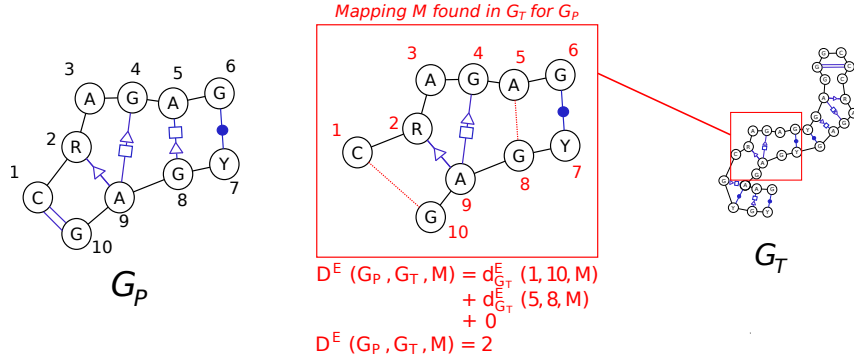 Mapping M found in G_T for G_P
3 4 5 6
A G A G
2 R
1 C
G 10
A 9
G 8
Y 7
G_P
3 4 5 6
A G A G
2 R
1 C
G 10
A 9
G 8
Y 7
D^E (G_P , G_T , M) = d^E_{G_T} (1, 10, M)
+ d^E_{G_T} (5, 8, M)
+ 0
D^E (G_P , G_T , M) = 2
G_T